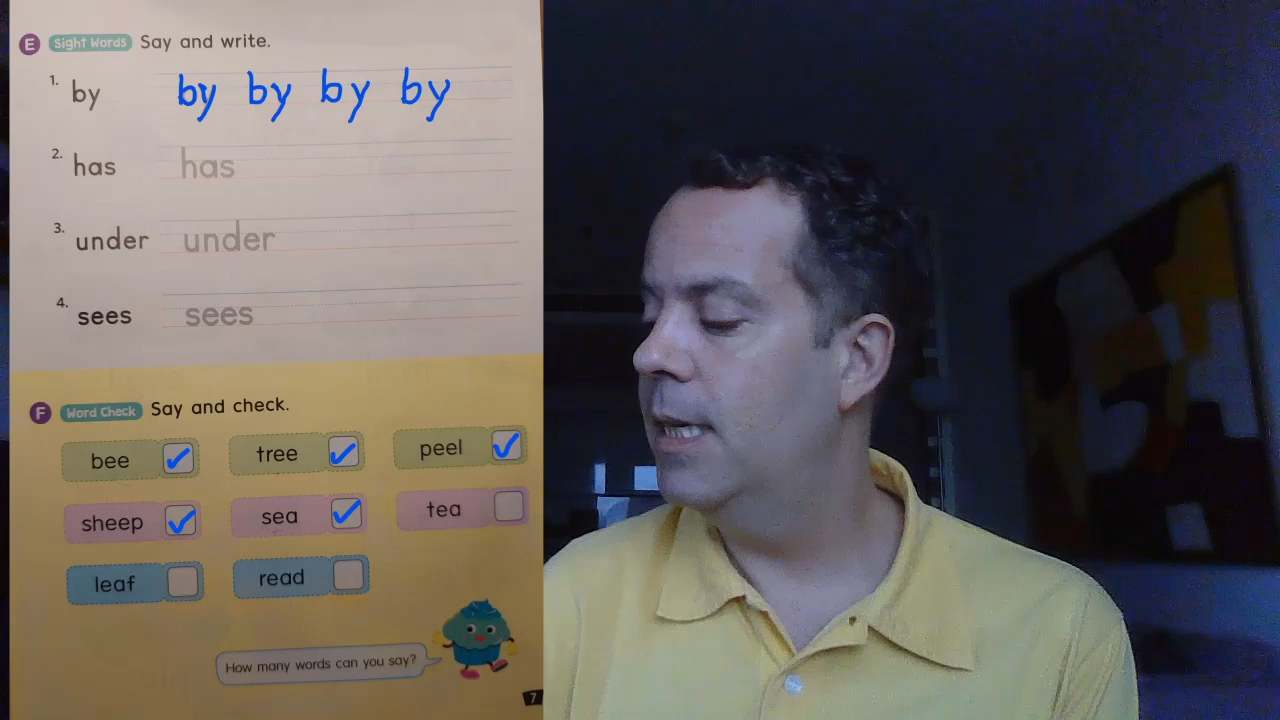 E Sight Words Say and write.
1. by by by by by
2. has has
3. under under
4. sees sees
F Word Check Say and check.
bee tree peel
sheep sea tea
leaf read
How many words can you say?
7